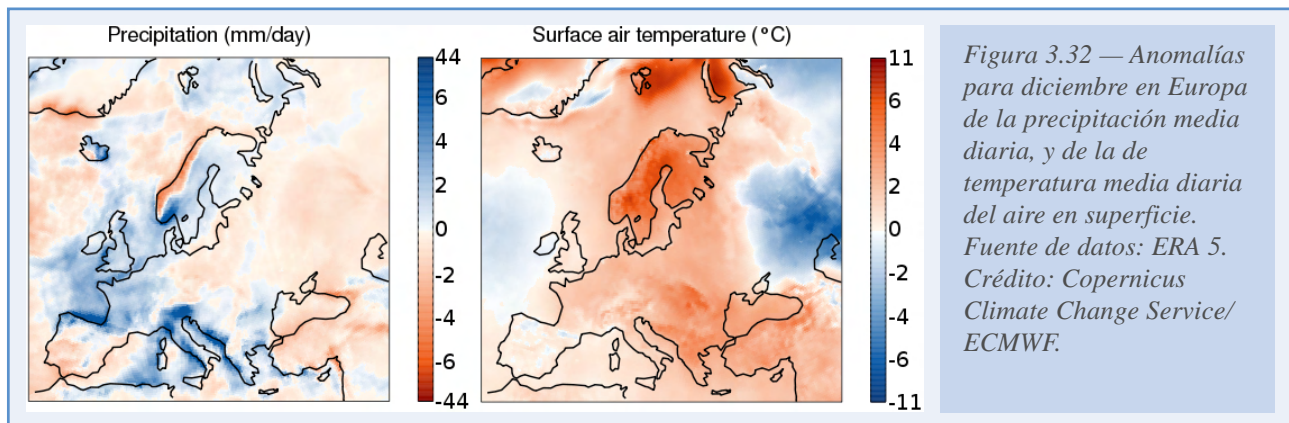 Precipitation (mm/day)
44
6
4
2
0
-2
-4
-6
-44
Surface air temperature (°C)
11
6
4
2
0
-2
-4
-6
-11
Figura 3.32 — Anomalías
para diciembre en Europa
de la precipitación media
diaria, y de la de
temperatura media diaria
del aire en superficie.
Fuente de datos: ERA 5.
Crédito: Copernicus
Climate Change Service/
ECMWF.